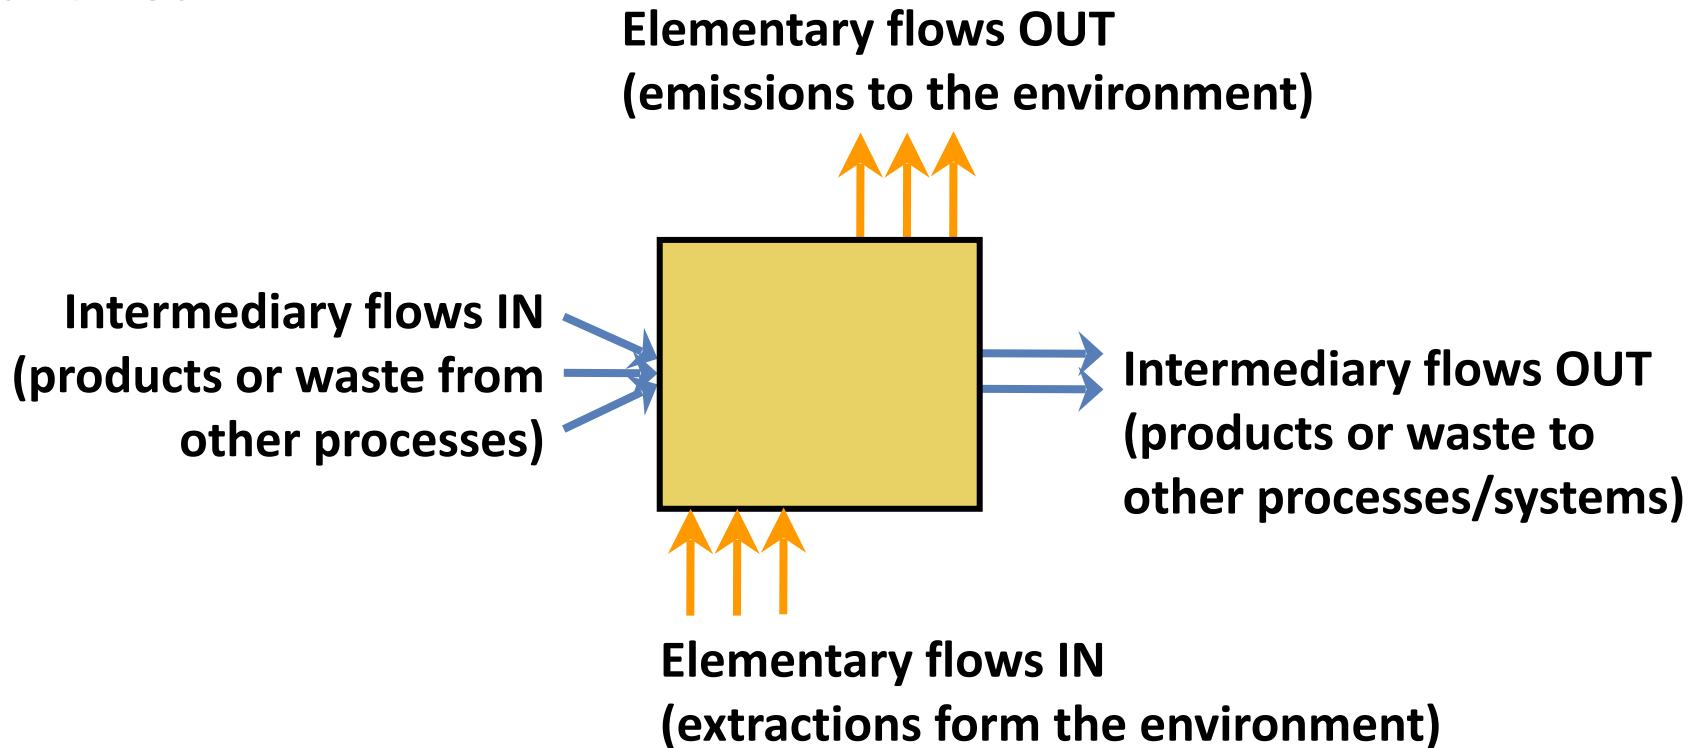 Elementary flows OUT
(emissions to the environment)
Intermediary flows IN
(products or waste from
other processes)
Intermediary flows OUT
(products or waste to
other processes/systems)
Elementary flows IN
(extractions form the environment)